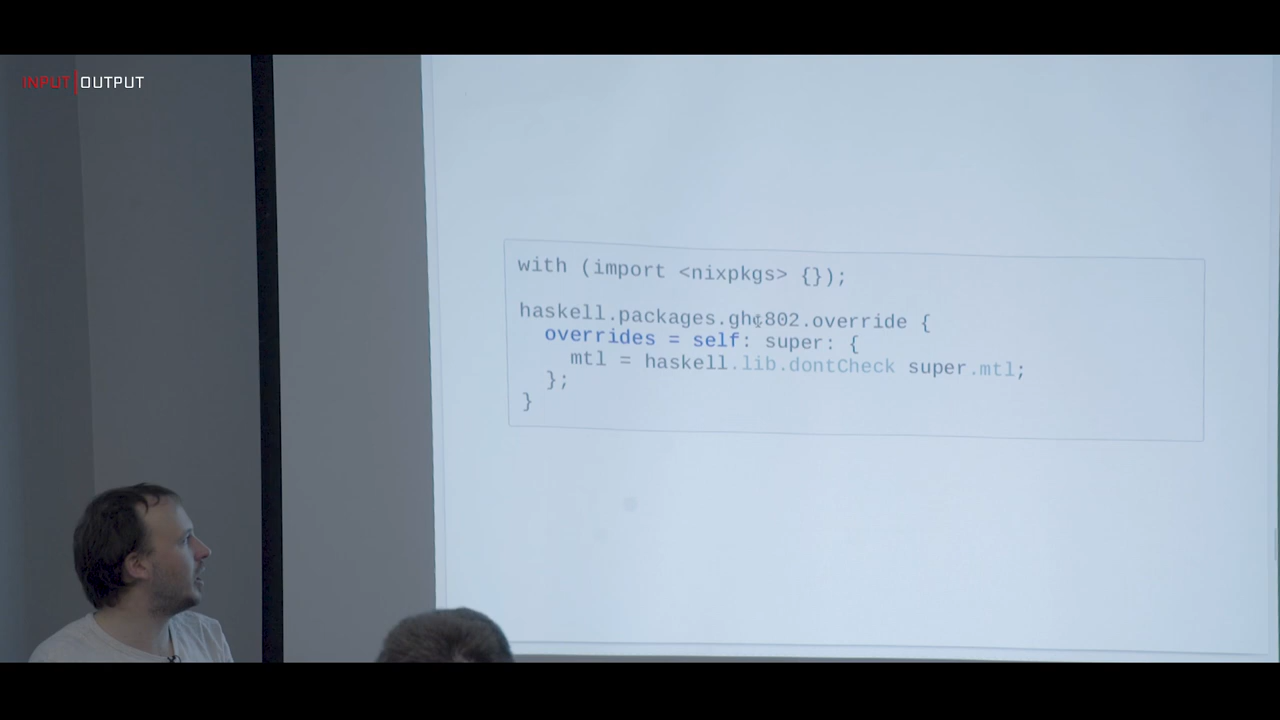 INPUT|OUTPUT
with (import <nixpkgs> {});
haskell.packages.ghc802.override {
overrides = self: super: {
mtl = haskell.lib.dontCheck super.mtl;
};
}